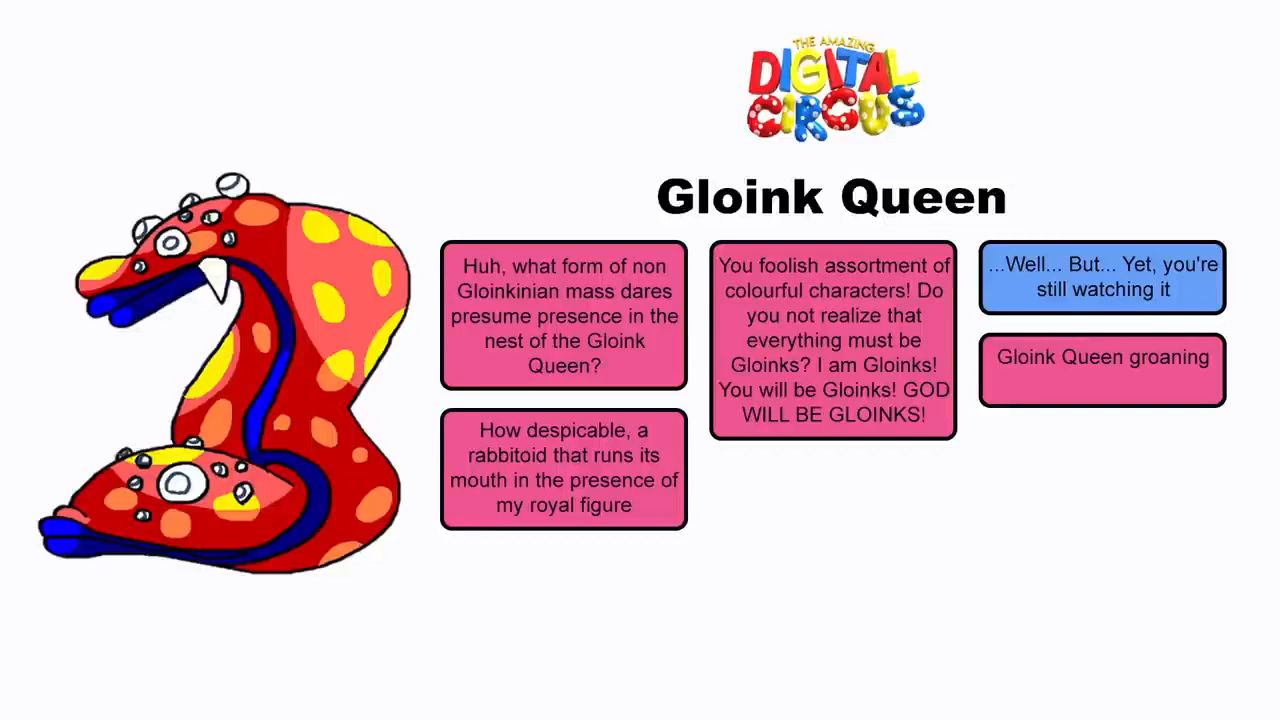 THE AMAZING
DIGITAL
CIRCUS
Gloink Queen
Huh, what form of non
Gloinkinian mass dares
presume presence in the
nest of the Gloink
Queen?
How despicable, a
rabbitoid that runs its
mouth in the presence of
my royal figure
You foolish assortment of
colourful characters! Do
you not realize that
everything must be
Gloinks? I am Gloinks!
You will be Gloinks! GOD
WILL BE GLOINKS!
...Well... But... Yet, you're
still watching it
Gloink Queen groaning